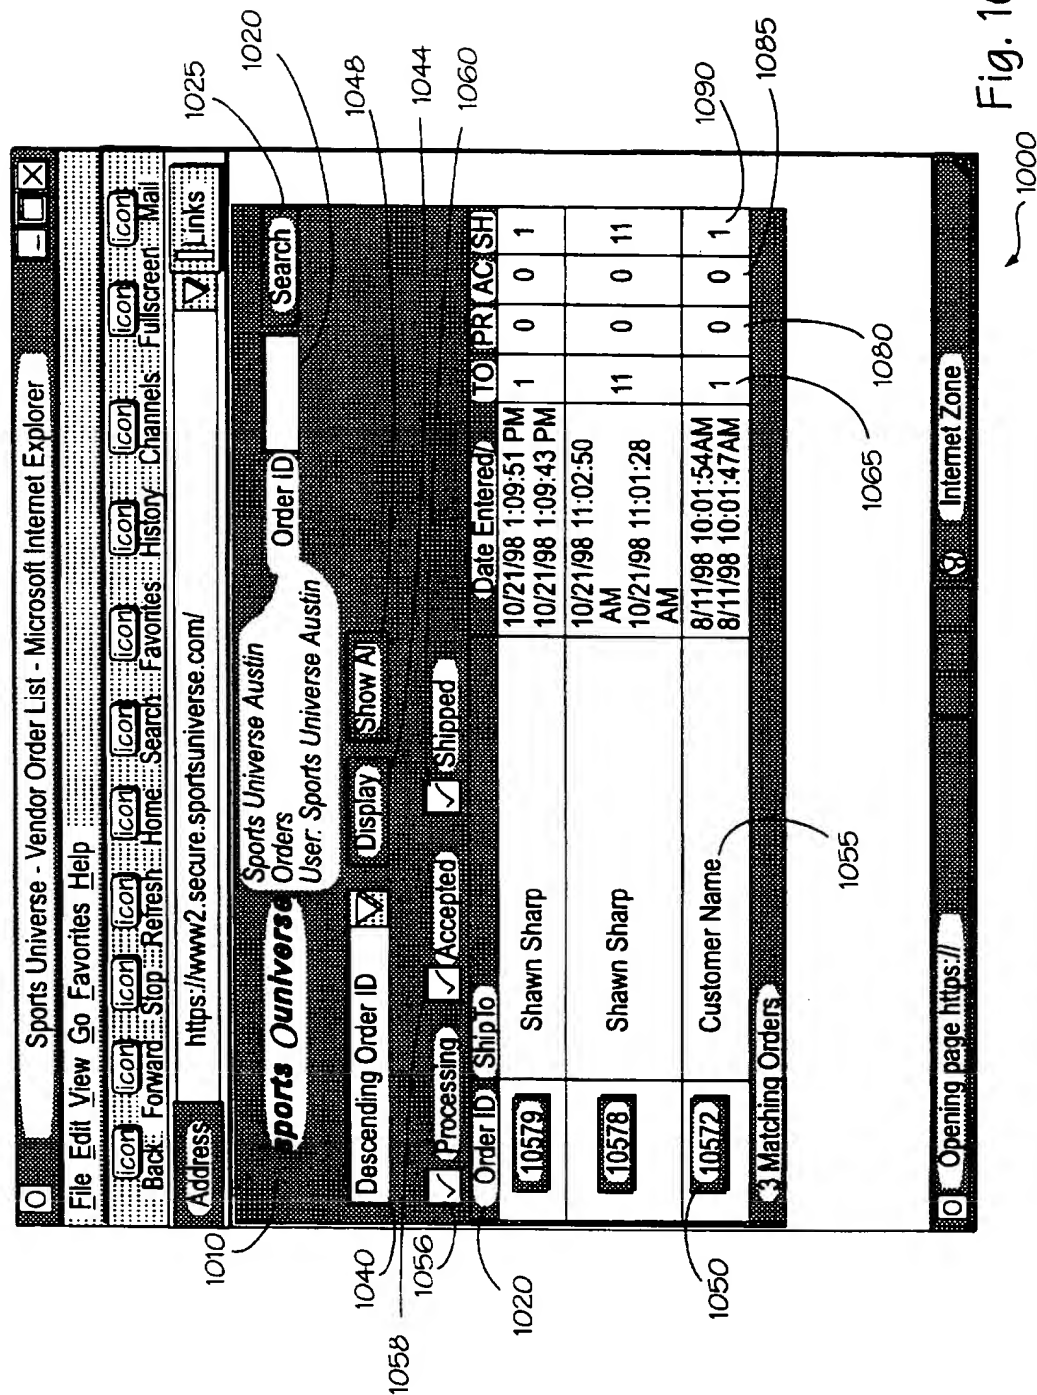 Sports Universe - Vendor Order List - Microsoft Internet Explorer
File Edit View Go Favorites Help
icon icon icon icon icon icon icon icon icon icon icon
Back Forward Stop Refresh Home Search Favorites History Channels Fullscreen Mail
Address https://www2.secure.sportsuniverse.com/ Links
sports Ouniverse
Sports Universe Austin
Orders
User: Sports Universe Austin
Order ID Search
Descending Order ID Display Show Al
✓ Processing ✓ Accepted ✓ Shipped
Order ID Ship To Date Entered/ TO PR AC SH
10579 Shawn Sharp 10/21/98 1:09:51 PM 1 0 0 1
10/21/98 1:09:43 PM
10578 Shawn Sharp 10/21/98 11:02:50 11 0 0 11
AM
10/21/98 11:01:28
AM
10572 Customer Name 8/11/98 10:01:54AM 1 0 0 1
8/11/98 10:01:47AM
3 Matching Orders
Opening page https:// Internet Zone
1010
1040
1058
1056
1020
1050
1025
1020
1048
1044
1060
1090
1085
1080
1065
1055
1000
Fig.